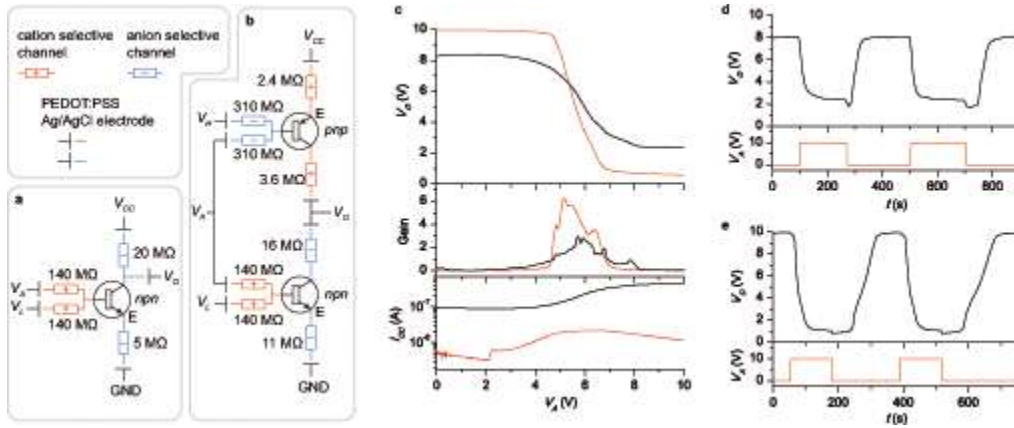 cation selective
channel
anion selective
channel
PEDOT:PSS
Ag/AgCl electrode
a
V_CC
20 MΩ
V_O
140 MΩ
V_A
npn
V_L
E
140 MΩ
5 MΩ
GND
b
V_CC
2.4 MΩ
310 MΩ
E
V_H
pnp
310 MΩ
3.6 MΩ
V_A
V_O
16 MΩ
140 MΩ
npn
V_L
E
140 MΩ
11 MΩ
GND
c
V_O (V)
10
8
6
4
2
0
Gain
6
3
0
I_CC (A)
10⁻⁷
10⁻⁸
0 2 4 6 8 10
V_A (V)
d
V_O (V)
10
8
6
4
2
0
V_A (V)
10
0
0 200 400 600 800
t (s)
e
V_O (V)
10
8
6
4
2
0
V_A (V)
10
0
0 200 400 600
t (s)